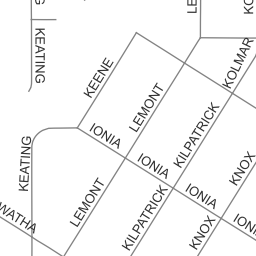 KEATING
KOLMAR
KEENE
LEMONT
KILPATRICK
IONIA
KEATING
IONIA
KNOX
IONIA
LEMONT
KILPATRICK
KNOX
WATHA